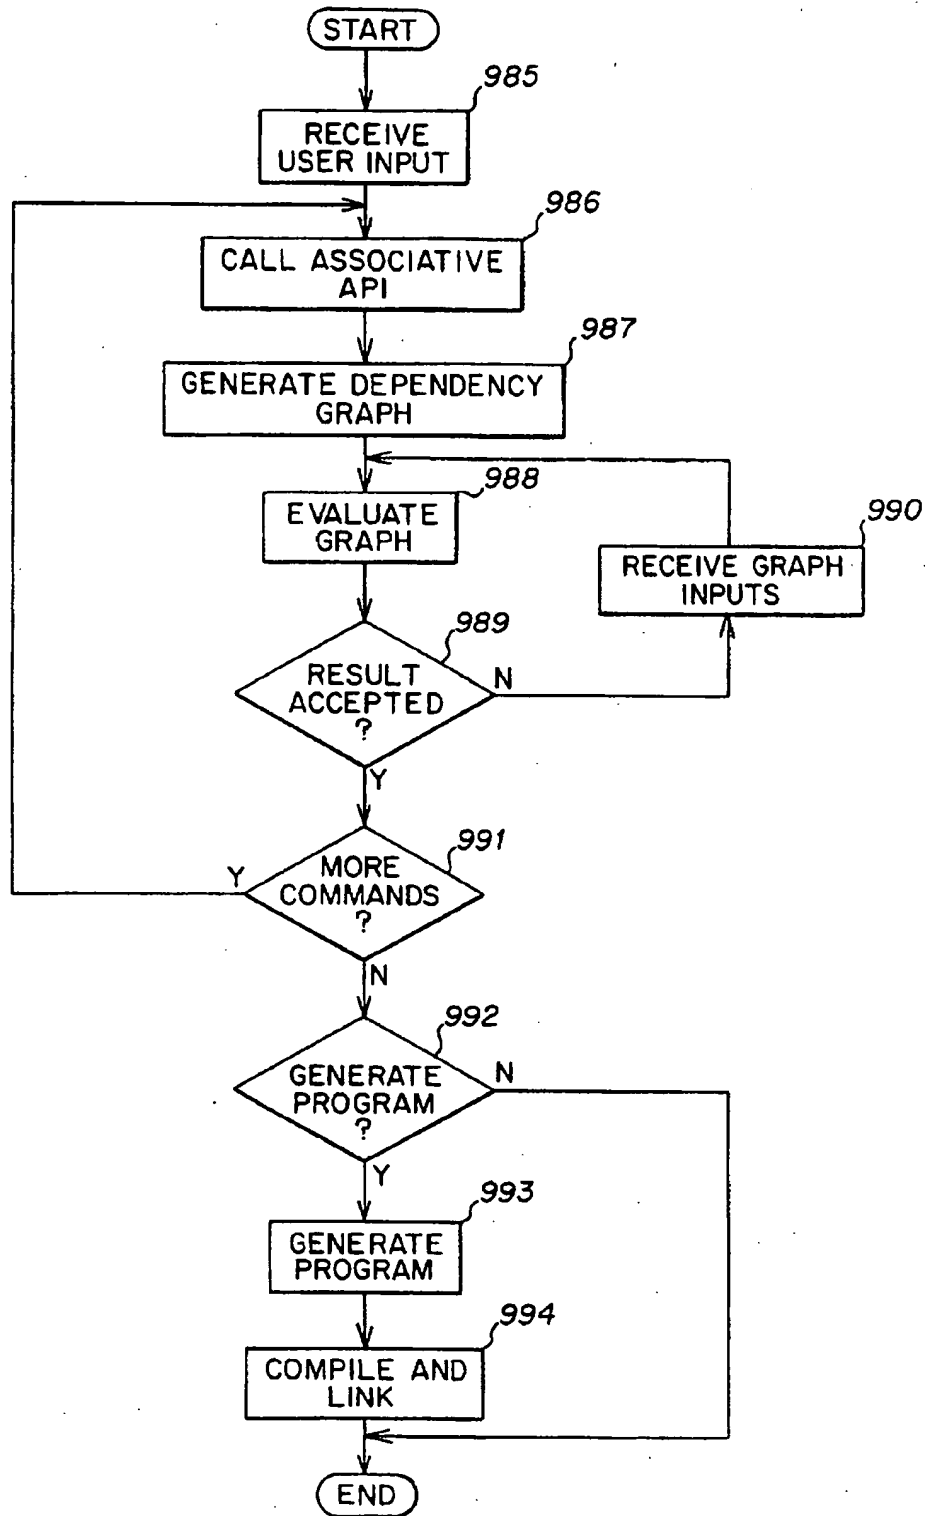 START
985
RECEIVE
USER INPUT
986
CALL ASSOCIATIVE
API
987
GENERATE DEPENDENCY
GRAPH
988
EVALUATE
GRAPH
990
RECEIVE GRAPH
INPUTS
989
RESULT
ACCEPTED
?
N
Y
991
MORE
COMMANDS
?
Y
N
992
GENERATE
PROGRAM
?
N
Y
993
GENERATE
PROGRAM
994
COMPILE AND
LINK
END